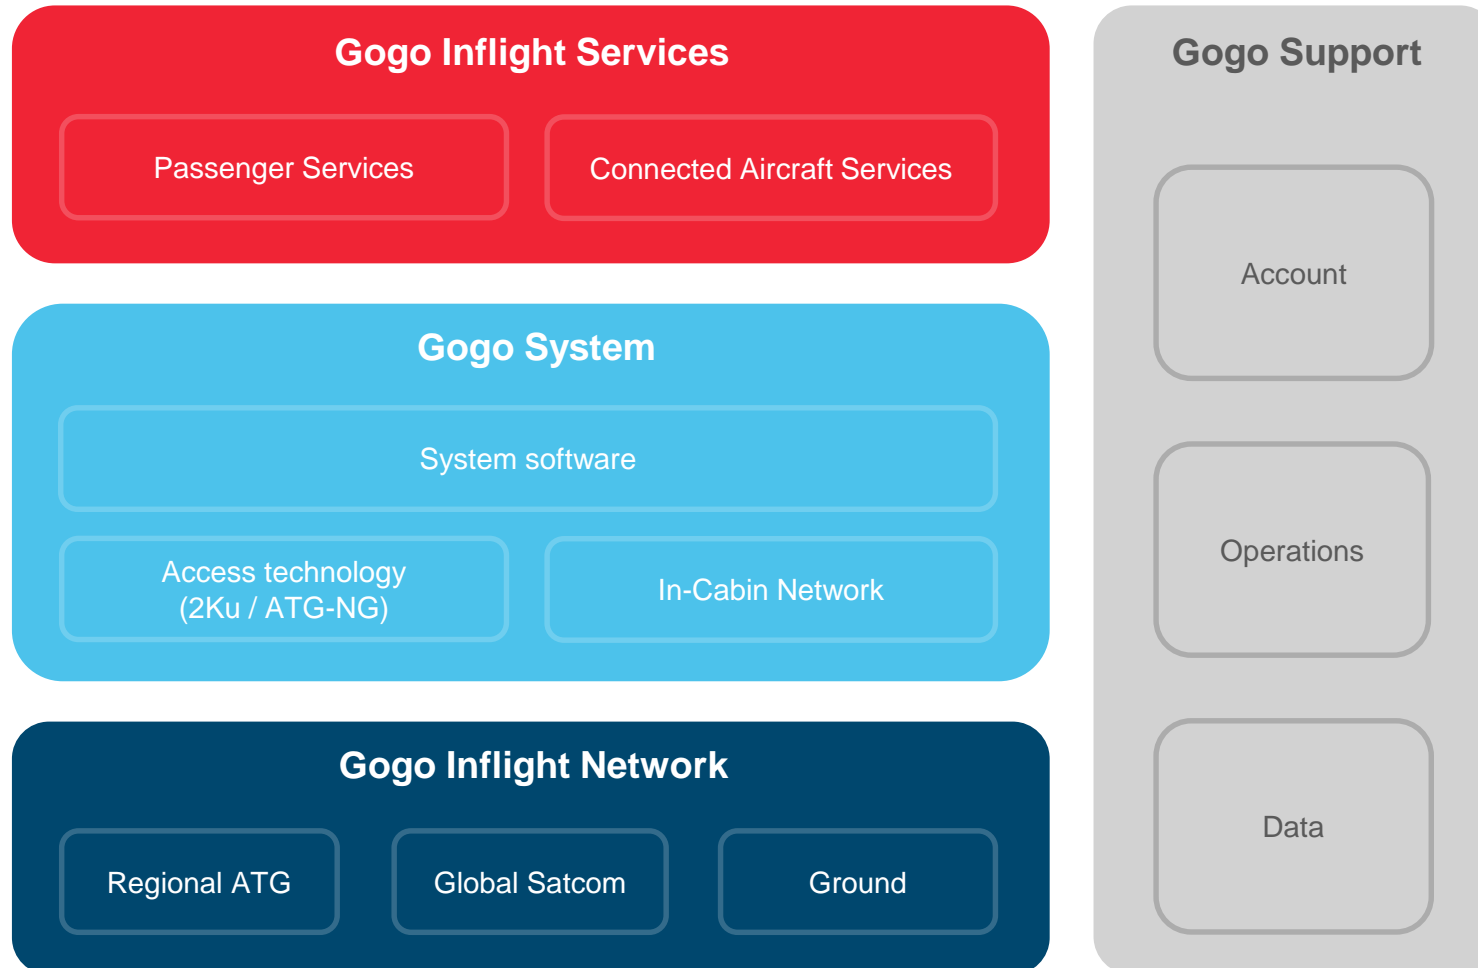 Gogo Inflight Services
Passenger Services
Connected Aircraft Services
Gogo System
System software
Access technology
(2Ku / ATG-NG)
In-Cabin Network
Gogo Inflight Network
Regional ATG
Global Satcom
Ground
Gogo Support
Account
Operations
Data